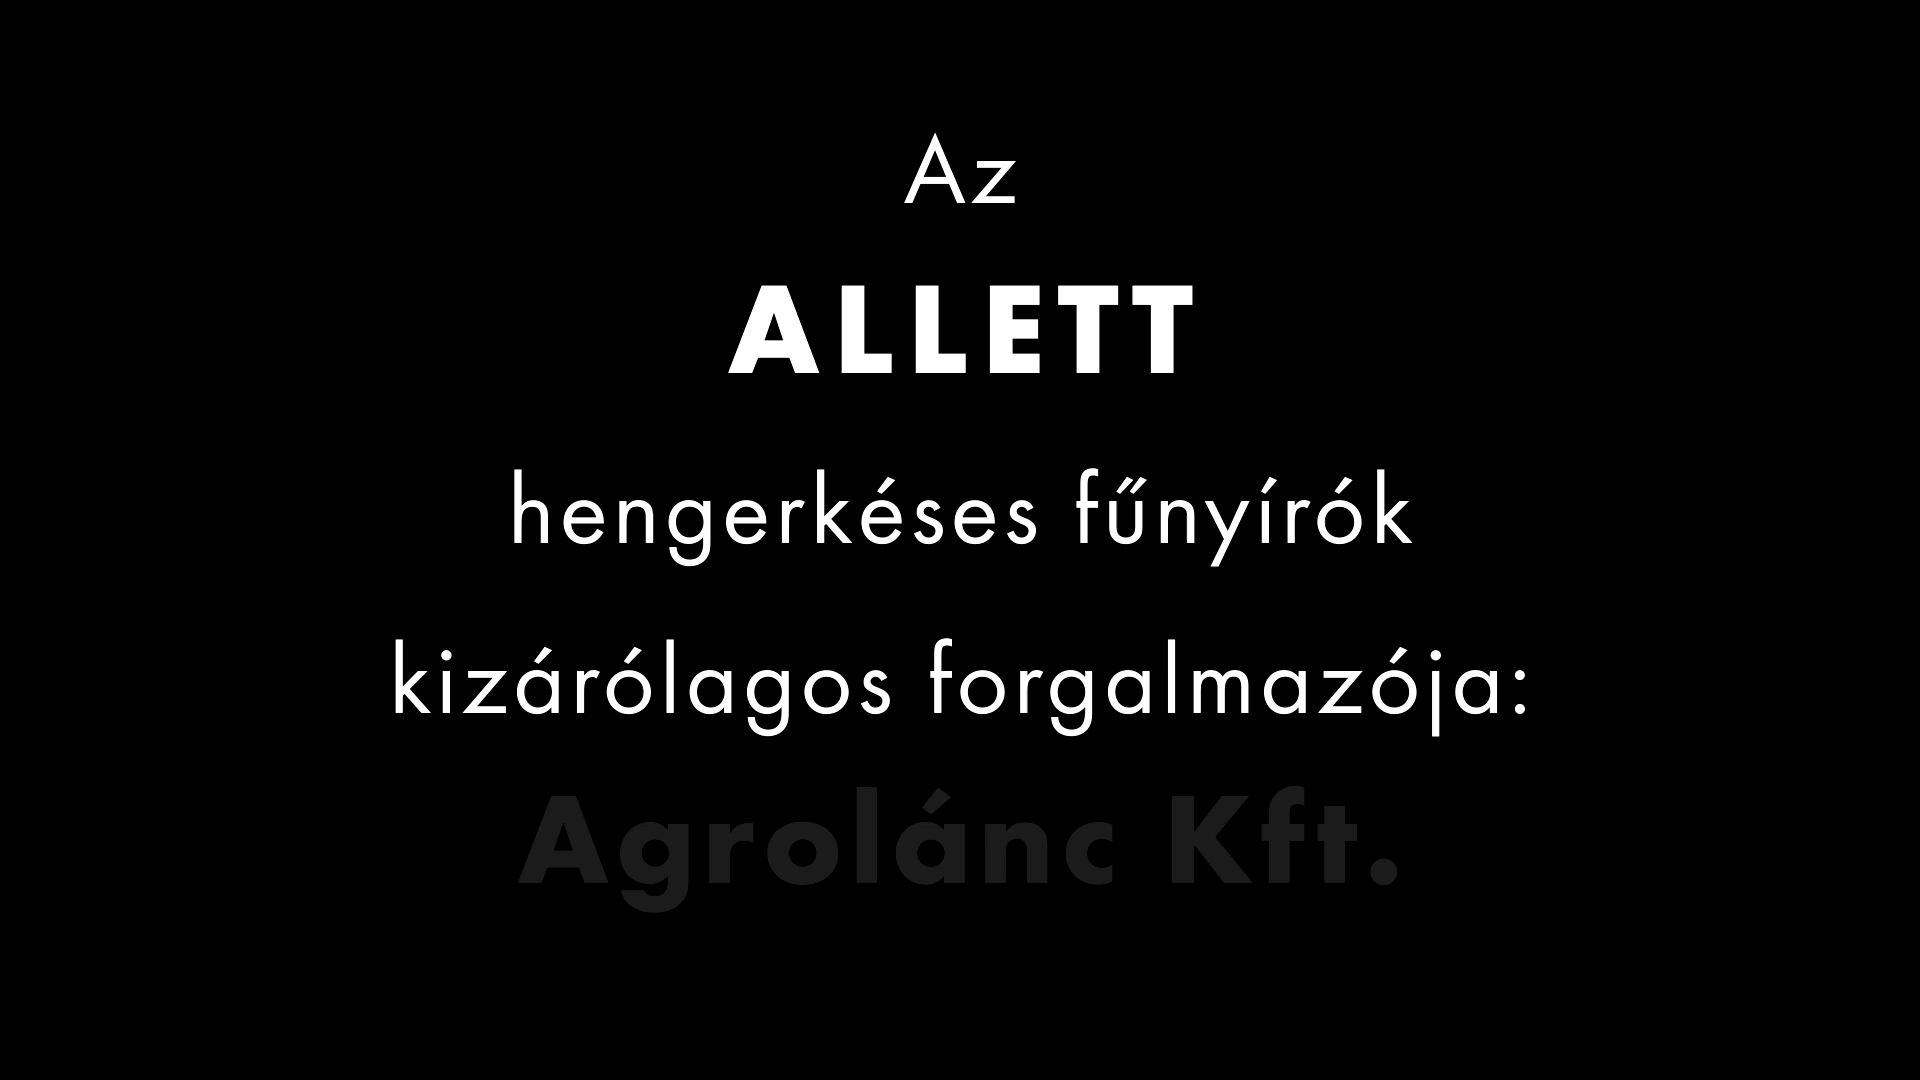 Az
ALLETT
hengerkéses fűnyírók
kizárólagos forgalmazója:
Agrolánc Kft.